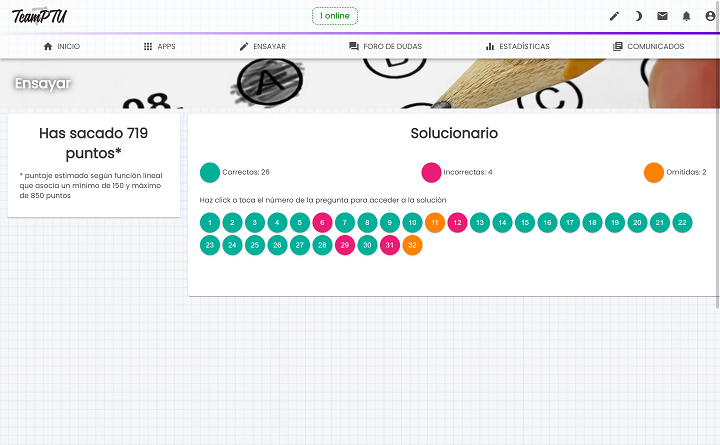 TeamPTU
1 online
INICIO
APPS
ENSAYAR
FORO DE DUDAS
ESTADÍSTICAS
COMUNICADOS
Ensayar
A
B
C
98.
Has sacado 719
puntos*
* puntaje estimado según función lineal
que asocia un mínimo de 150 y máximo
de 850 puntos
Solucionario
Correctas: 26
Incorrectas: 4
Omitidas: 2
Haz click o toca el número de la pregunta para acceder a la solución
1 2 3 4 5 6 7 8 9 10 11 12 13 14 15 16 17 18 19 20 21 22
23 24 25 26 27 28 29 30 31 32